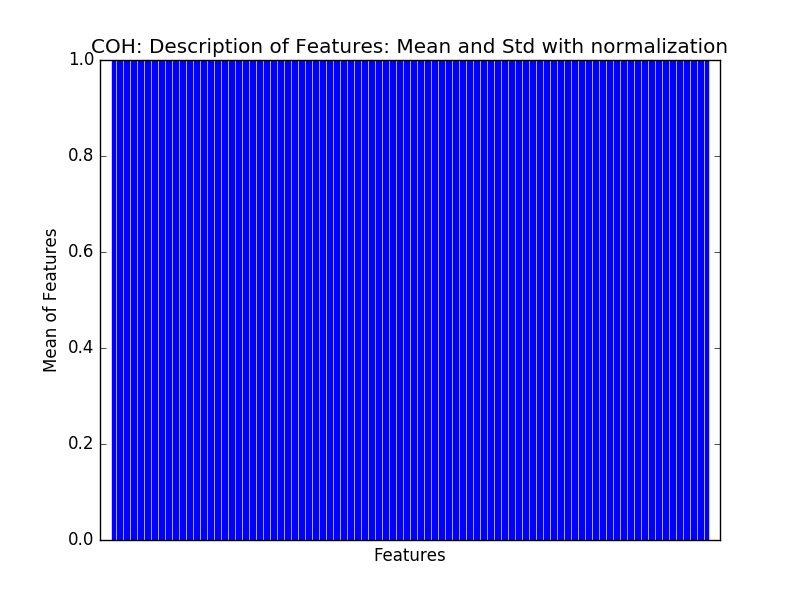 COH: Description of Features: Mean and Std with normalization
1.0
0.8
0.6
0.4
0.2
0.0
Mean of Features
Features